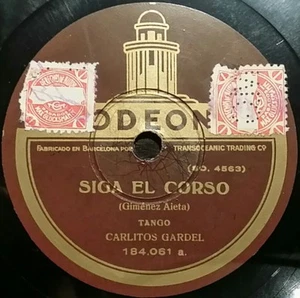 ODEON
FABRICADO EN BARCELONA POR TRANSOCEANIC TRADING CO
(SO. 4563)
SIGA EL CORSO
(Giménez Aieta)
TANGO
CARLITOS GARDEL
184,061 a.